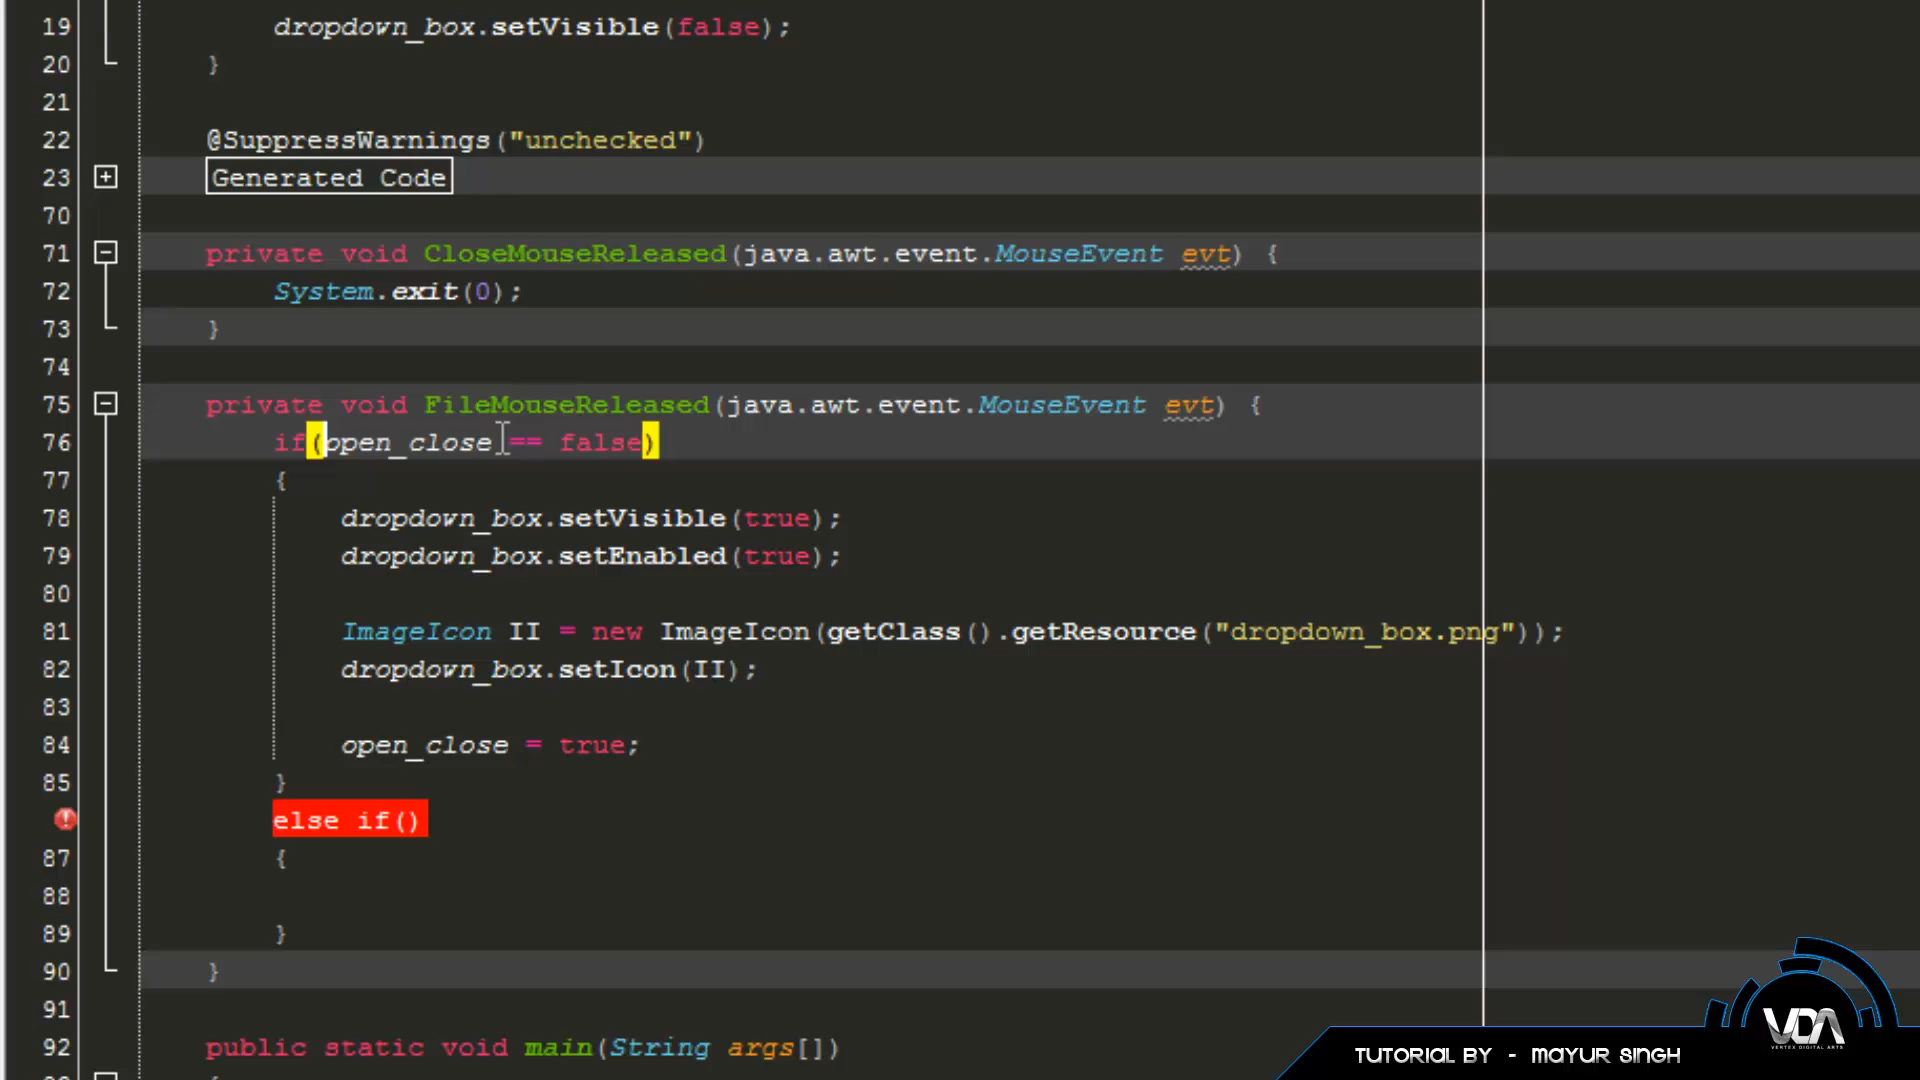 19 dropdown_box.setVisible(false);
20 }
21
22 @SuppressWarnings("unchecked")
23 Generated Code
70
71 private void CloseMouseReleased(java.awt.event.MouseEvent evt) {
72 System.exit(0);
73 }
74
75 private void FileMouseReleased(java.awt.event.MouseEvent evt) {
76 if(open_close == false)
77 {
78 dropdown_box.setVisible(true);
79 dropdown_box.setEnabled(true);
80
81 ImageIcon II = new ImageIcon(getClass().getResource("dropdown_box.png"));
82 dropdown_box.setIcon(II);
83
84 open_close = true;
85 }
else if()
87 {
88
89 }
90 }
91
92 public static void main(String args[])
{
VDA
VERTEX DIGITAL ARTS
TUTORIAL BY - MAYUR SINGH